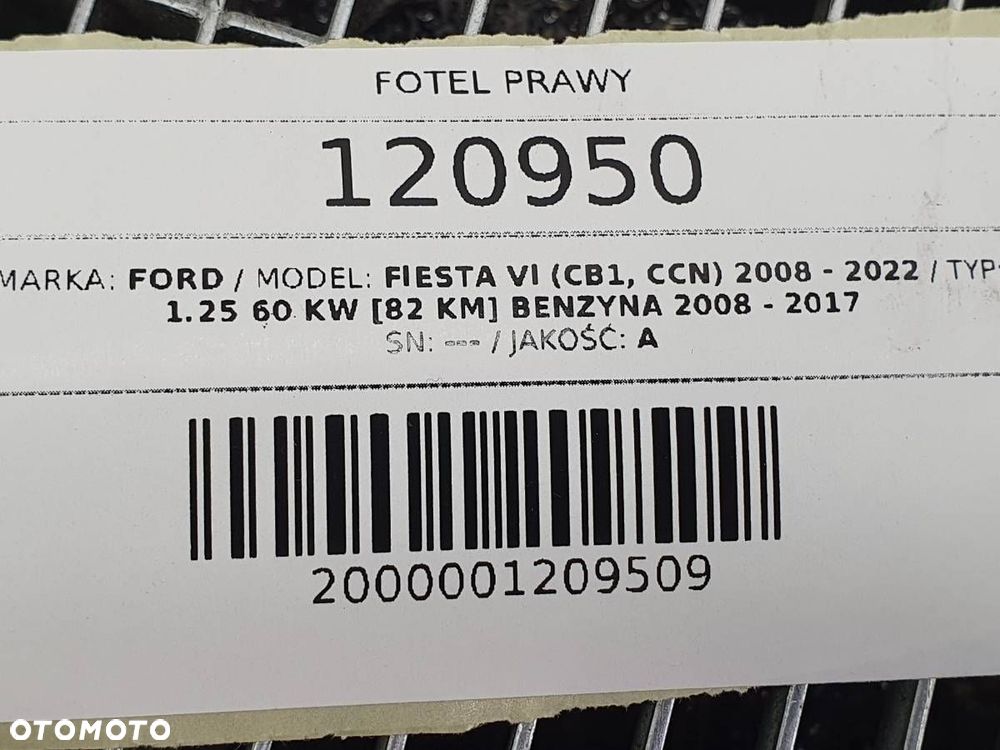 FOTEL PRAWY
120950
MARKA: FORD / MODEL: FIESTA VI (CB1, CCN) 2008 - 2022 / TYP:
1.25 60 KW [82 KM] BENZYNA 2008 - 2017
SN: --- / JAKOŚĆ: A
2000001209509
OTOMOTO